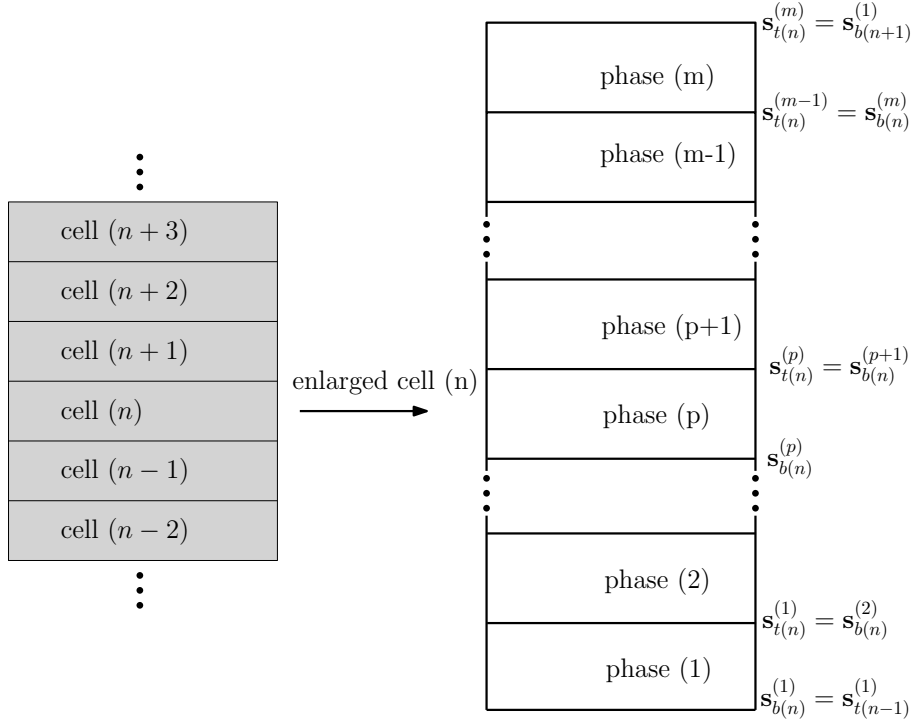 cell (n + 3)
cell (n + 2)
cell (n + 1)
cell (n)
cell (n − 1)
cell (n − 2)
enlarged cell (n)
s_{t(n)}^{(m)} = s_{b(n+1)}^{(1)}
phase (m)
s_{t(n)}^{(m−1)} = s_{b(n)}^{(m)}
phase (m-1)
phase (p+1)
s_{t(n)}^{(p)} = s_{b(n)}^{(p+1)}
phase (p)
s_{b(n)}^{(p)}
phase (2)
s_{t(n)}^{(1)} = s_{b(n)}^{(2)}
phase (1)
s_{b(n)}^{(1)} = s_{t(n−1)}^{(1)}